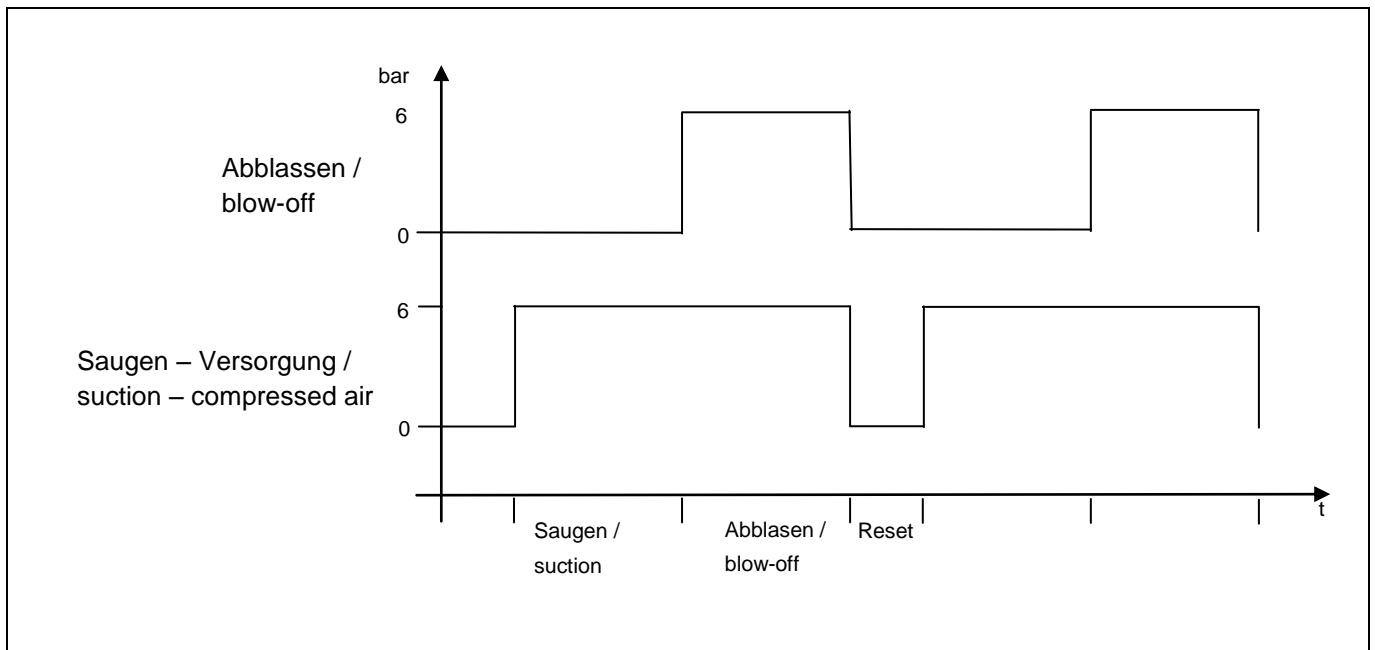 bar
6
Abblassen /
blow-off
0
6
Saugen – Versorgung /
suction – compressed air
0
t
Saugen /
suction
Abblasen /
blow-off
Reset